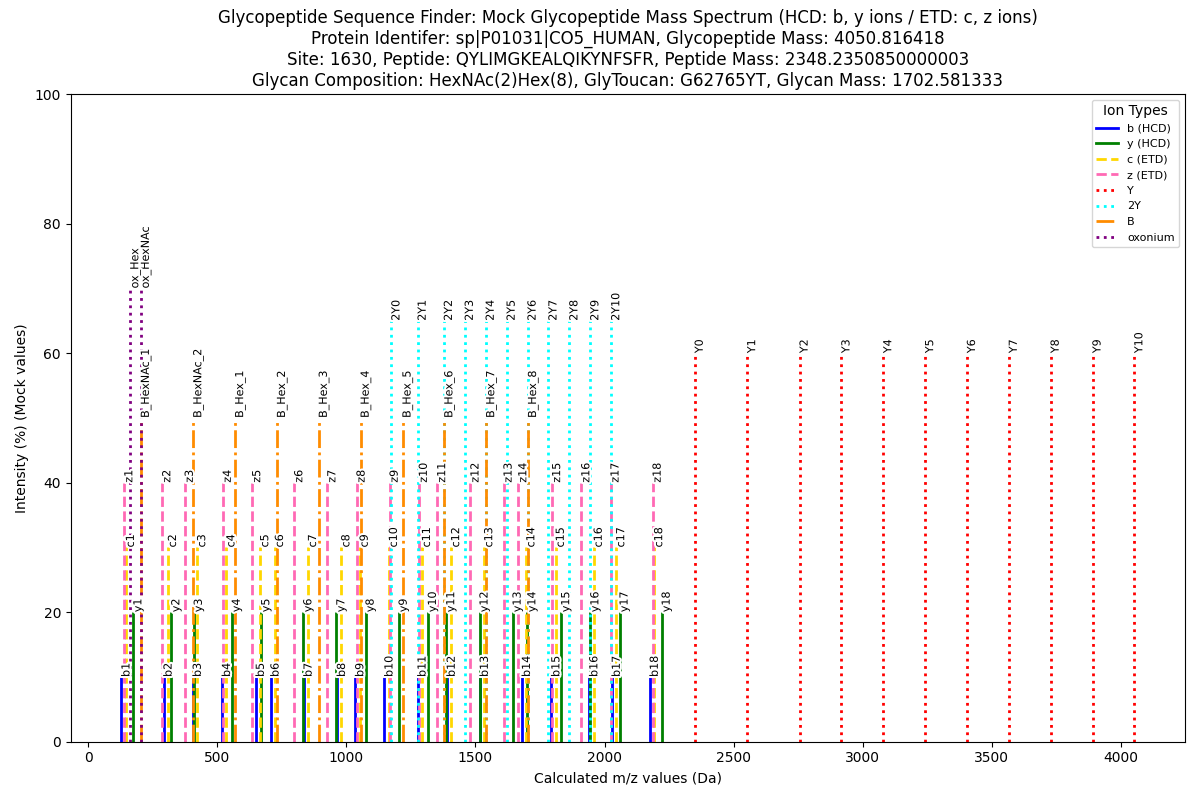 Glycopeptide Sequence Finder: Mock Glycopeptide Mass Spectrum (HCD: b, y ions / ETD: c, z ions)
Protein Identifer: sp|P01031|CO5_HUMAN, Glycopeptide Mass: 4050.816418
Site: 1630, Peptide: QYLIMGKEALQIKYNFSFR, Peptide Mass: 2348.2350850000003
Glycan Composition: HexNAc(2)Hex(8), GlyToucan: G62765YT, Glycan Mass: 1702.581333
Intensity (%) (Mock values)
100
80
60
40
20
0
Ion Types
b (HCD)
y (HCD)
c (ETD)
z (ETD)
Y
2Y
B
oxonium
ox_Hex
ox_HexNAc
2Y0
2Y1
2Y2
2Y3
2Y4
2Y5
2Y6
2Y7
2Y8
2Y9
2Y10
Y0
Y1
Y2
Y3
Y4
Y5
Y6
Y7
Y8
Y9
Y10
B_HexNAc_1
B_HexNAc_2
B_Hex_1
B_Hex_2
B_Hex_3
B_Hex_4
B_Hex_5
B_Hex_6
B_Hex_7
B_Hex_8
z1
z2
z3
z4
z5
z6
z7
z8
z9
z10
z11
z12
z13
z14
z15
z16
z17
z18
c1
c2
c3
c4
c5
c6
c7
c8
c9
c10
c11
c12
c13
c14
c15
c16
c17
c18
y1
y2
y3
y4
y5
y6
y7
y8
y9
y10
y11
y12
y13
y14
y15
y16
y17
y18
b1
b2
b3
b4
b5
b6
b7
b8
b9
b10
b11
b12
b13
b14
b15
b16
b17
b18
0
500
1000
1500
2000
2500
3000
3500
4000
Calculated m/z values (Da)